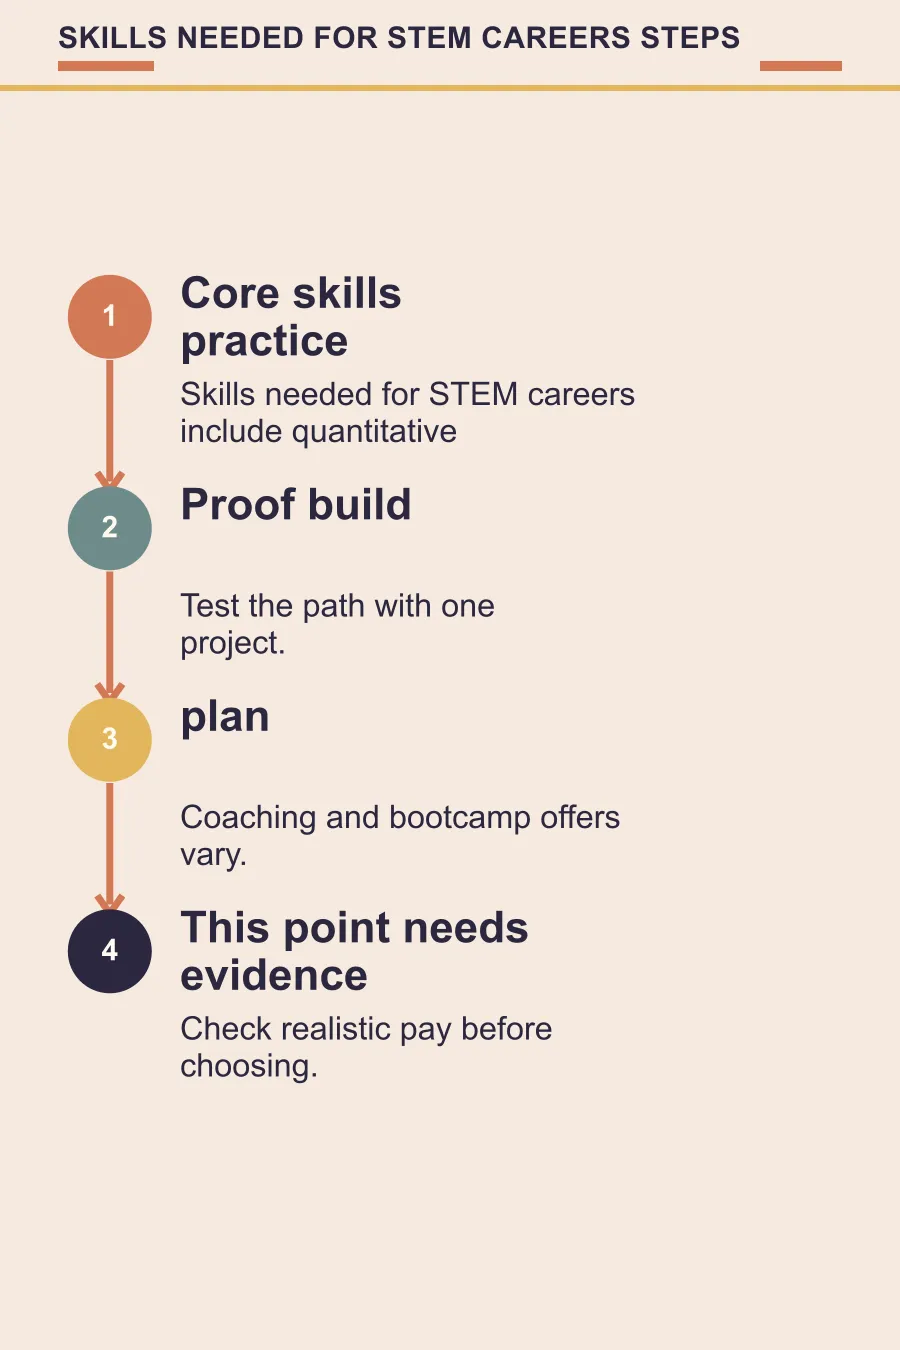 SKILLS NEEDED FOR STEM CAREERS STEPS
1
Core skills
practice
Skills needed for STEM careers
include quantitative
2
Proof build
Test the path with one
project.
3
plan
Coaching and bootcamp offers
vary.
4
This point needs
evidence
Check realistic pay before
choosing.